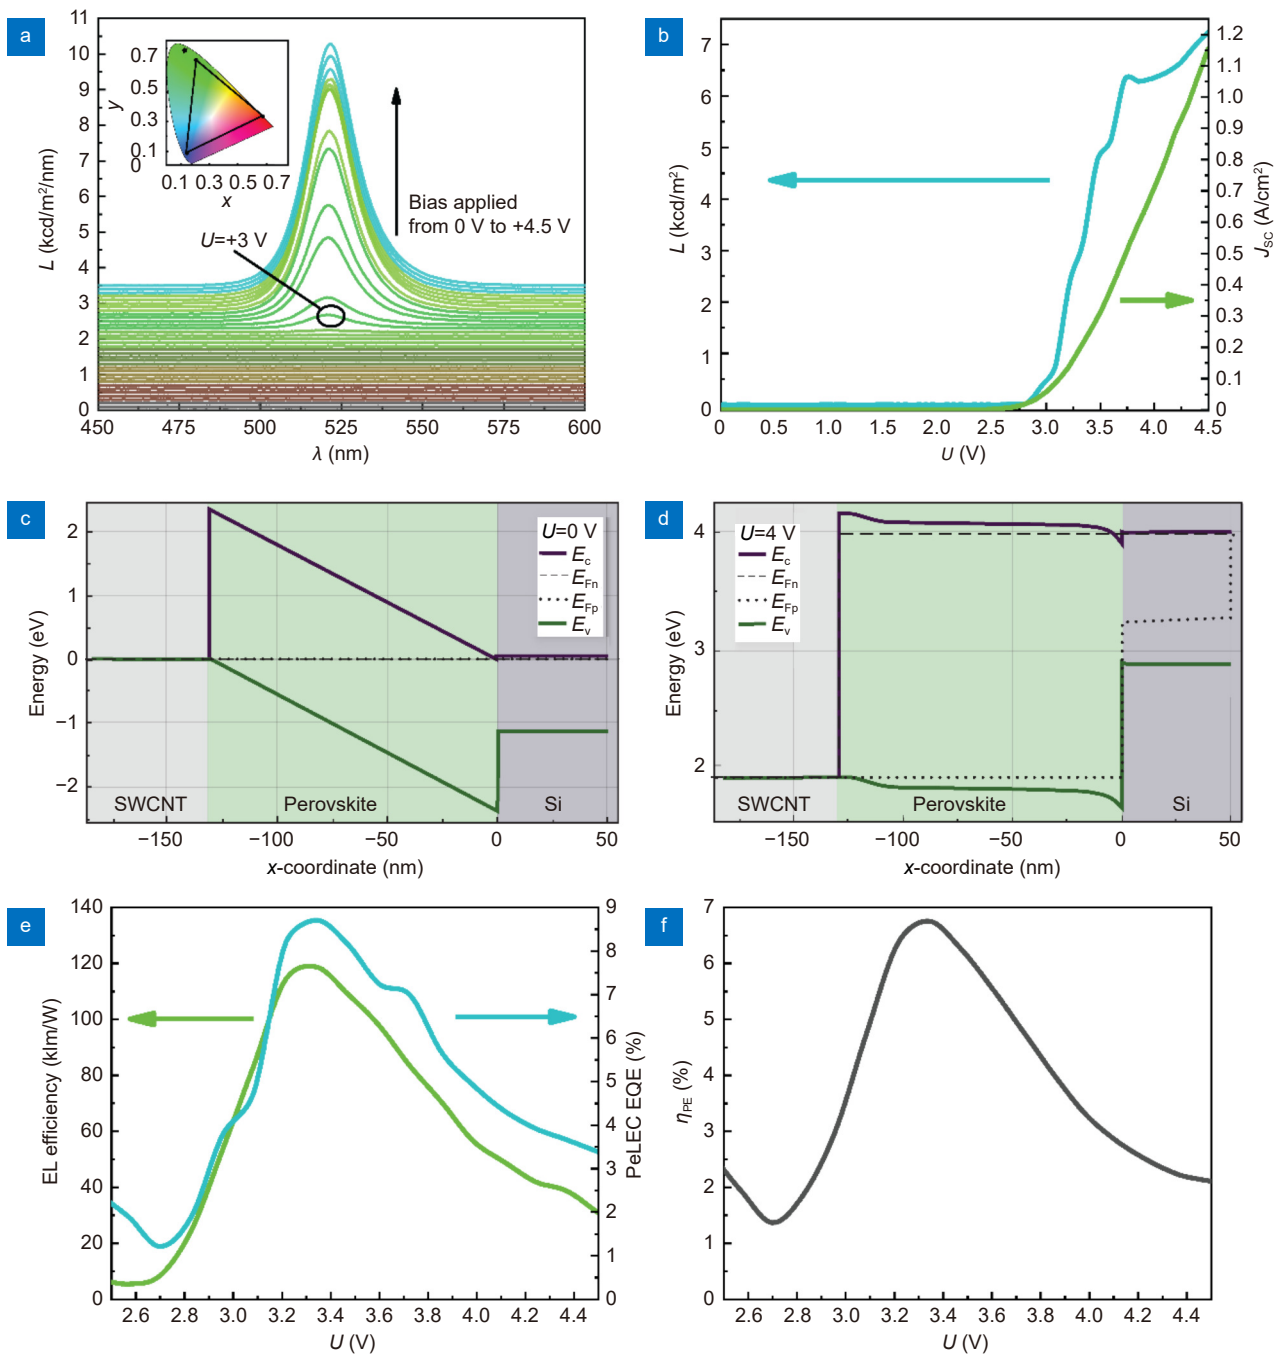 a
11
10
9
8
7
6
5
4
3
2
1
0
L (kcd/m²/nm)
0.7
0.5
0.3
0.1
0
y
0.1 0.3 0.5 0.7
x
U=+3 V
Bias applied
from 0 V to +4.5 V
450 475 500 525 550 575 600
λ (nm)
b
7
6
5
4
3
2
1
0
L (kcd/m²)
1.2
1.1
1.0
0.9
0.8
0.7
0.6
0.5
0.4
0.3
0.2
0.1
0
J_SC (A/cm²)
0 0.5 1.0 1.5 2.0 2.5 3.0 3.5 4.0 4.5
U (V)
c
2
1
0
−1
−2
Energy (eV)
U=0 V
E_c
E_Fn
E_Fp
E_v
SWCNT Perovskite Si
−150 −100 −50 0 50
x-coordinate (nm)
d
4
3
2
Energy (eV)
U=4 V
E_c
E_Fn
E_Fp
E_v
SWCNT Perovskite Si
−150 −100 −50 0 50
x-coordinate (nm)
e
140
120
100
80
60
40
20
0
EL efficiency (klm/W)
9
8
7
6
5
4
3
2
1
0
PeLEC EQE (%)
2.6 2.8 3.0 3.2 3.4 3.6 3.8 4.0 4.2 4.4
U (V)
f
7
6
5
4
3
2
1
0
η_PE (%)
2.6 2.8 3.0 3.2 3.4 3.6 3.8 4.0 4.2 4.4
U (V)